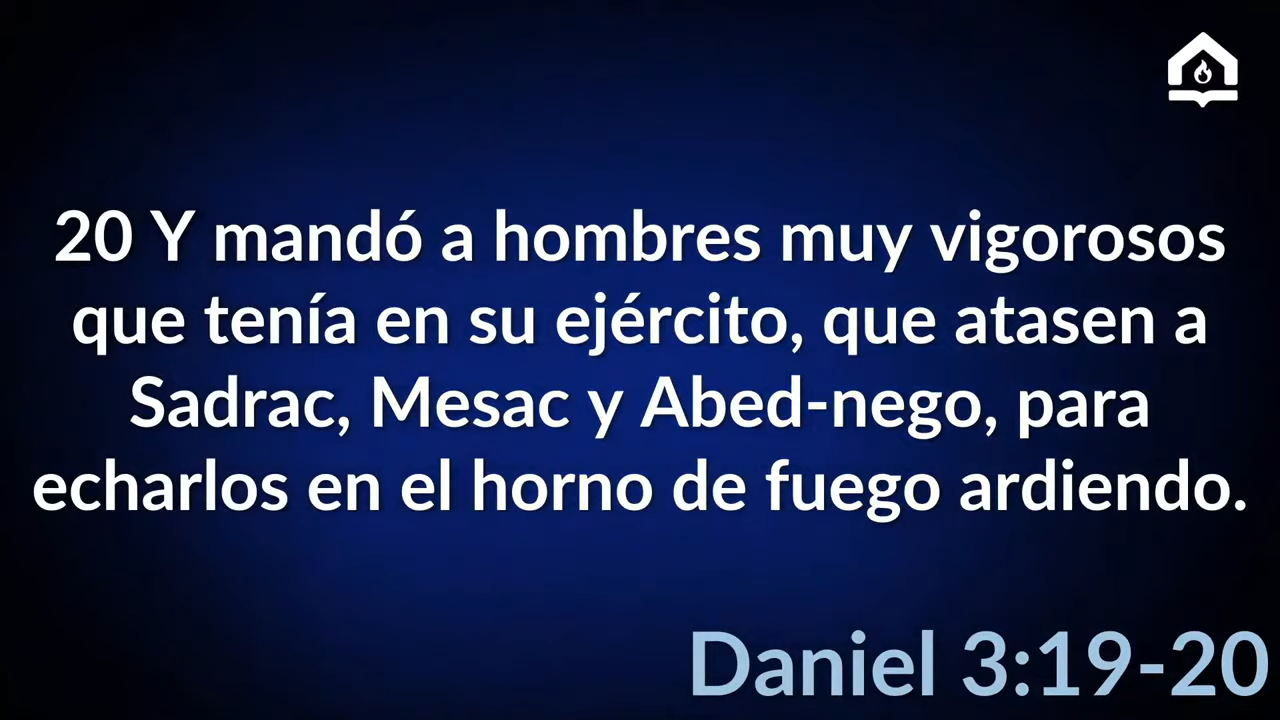 20 Y mandó a hombres muy vigorosos
que tenía en su ejército, que atasen a
Sadrac, Mesac y Abed-nego, para
echarlos en el horno de fuego ardiendo.
Daniel 3:19-20